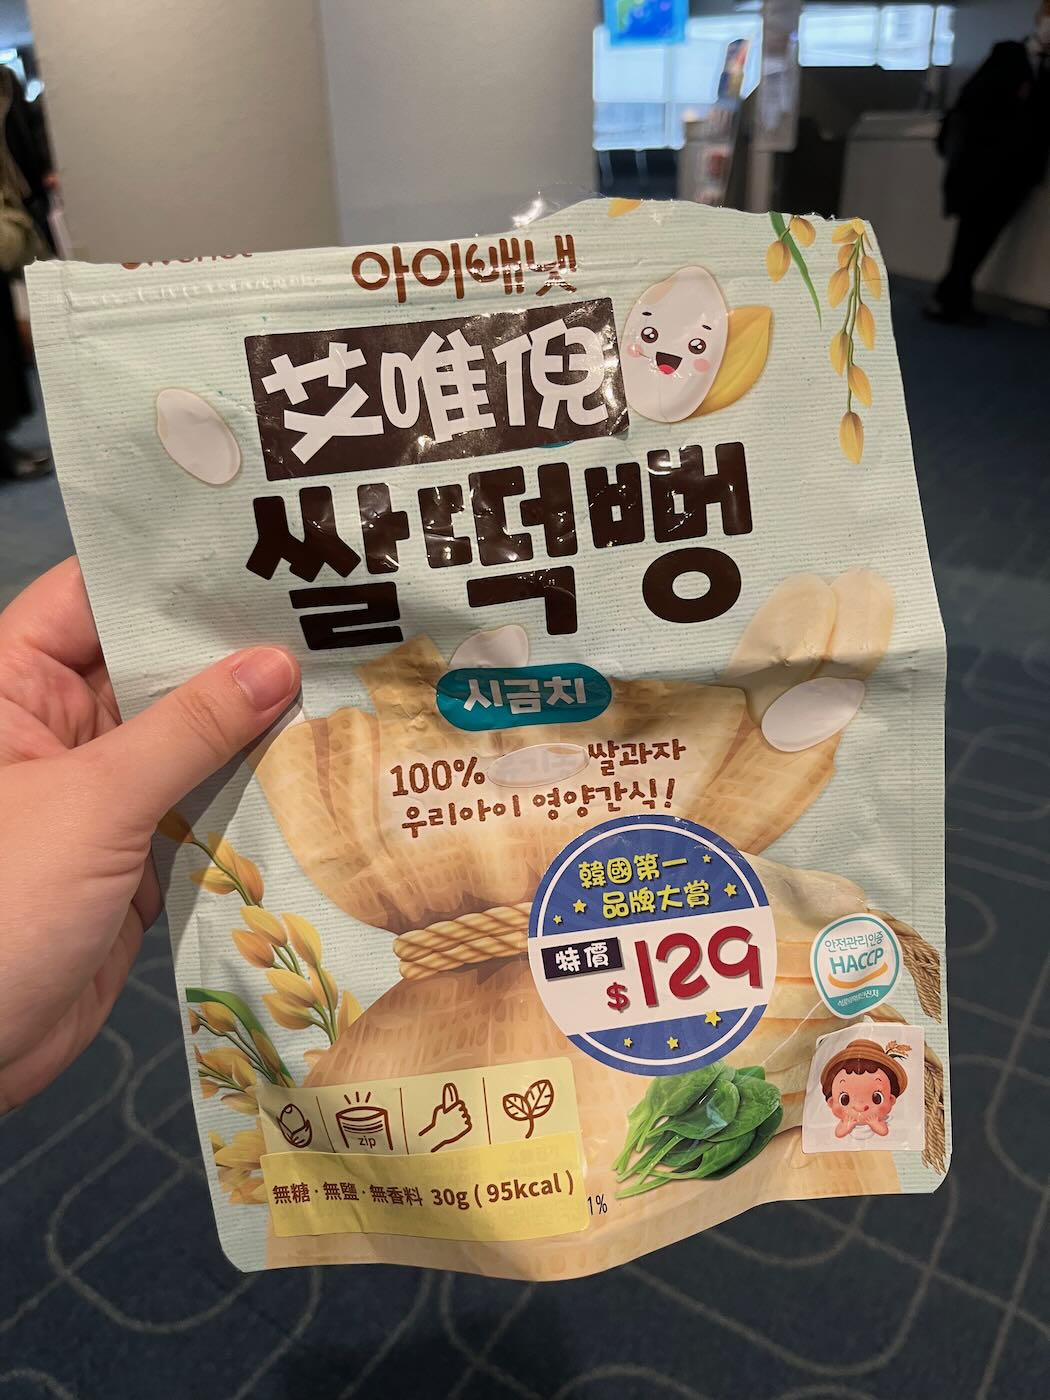 아이배냇
艾唯倪
쌀떡뻥
시금치
100% 쌀과자
우리아이 영양간식!
韓國第一
品牌大賞
特價
$129
안전관리인증
HACCP
zip
無糖·無鹽·無香料 30g(95kcal)
1%